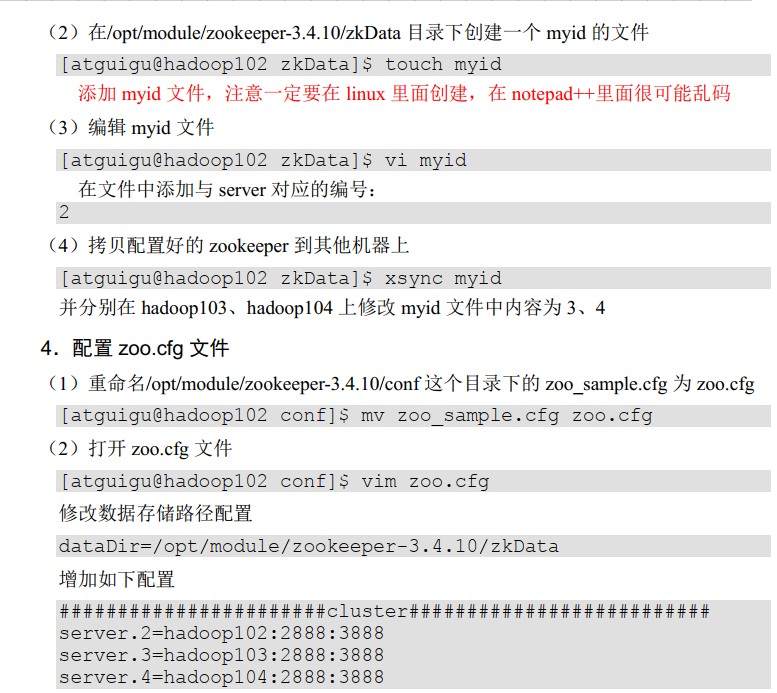 （2）在/opt/module/zookeeper-3.4.10/zkData 目录下创建一个 myid 的文件
[atguigu@hadoop102 zkData]$ touch myid
添加 myid 文件，注意一定要在 linux 里面创建，在 notepad++里面很可能乱码
（3）编辑 myid 文件
[atguigu@hadoop102 zkData]$ vi myid
在文件中添加与 server 对应的编号：
2
（4）拷贝配置好的 zookeeper 到其他机器上
[atguigu@hadoop102 zkData]$ xsync myid
并分别在 hadoop103、hadoop104 上修改 myid 文件中内容为 3、4
4．配置 zoo.cfg 文件
（1）重命名/opt/module/zookeeper-3.4.10/conf 这个目录下的 zoo_sample.cfg 为 zoo.cfg
[atguigu@hadoop102 conf]$ mv zoo_sample.cfg zoo.cfg
（2）打开 zoo.cfg 文件
[atguigu@hadoop102 conf]$ vim zoo.cfg
修改数据存储路径配置
dataDir=/opt/module/zookeeper-3.4.10/zkData
增加如下配置
#######################cluster##########################
server.2=hadoop102:2888:3888
server.3=hadoop103:2888:3888
server.4=hadoop104:2888:3888